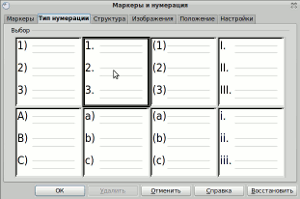 Маркеры и нумерация
Маркеры Тип нумерации Структура Изображения Положение Настройки
Выбор
1) 1. (1) I.
2) 2. (2) II.
3) 3. (3) III.
A) a) (a) i.
B) b) (b) ii.
C) c) (c) iii.
ОК Удалить Отменить Справка Восстановить